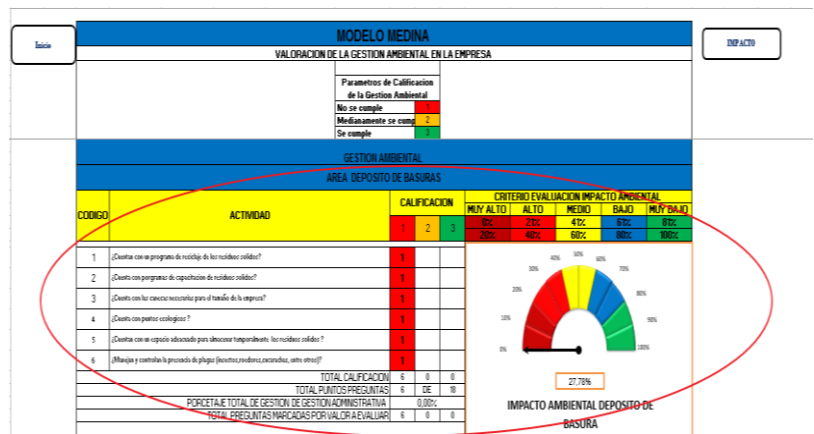 MODELO MEDINA
Inicio
IMPACTO
VALORACION DE LA GESTION AMBIENTAL EN LA EMPRESA
Parametros de Calificacion
de la Gestion Ambiental
No se cumple 1
Medianamente se cump 2
Se cumple 3
GESTION AMBIENTAL
AREA DEPOSITO DE BASURAS
CODIGO ACTIVIDAD CALIFICACION CRITERIO EVALUACION IMPACTO AMBIENTAL
MUY ALTO ALTO MEDIO BAJO MUY BAJO
1 2 3 0% 21% 41% 61% 81%
20% 40% 60% 80% 100%
1 ¿Cuentan con un programa de reciclaje de los residuos solidos? 1
2 ¿Cuenta con porgramas de capacitacion de residuos solidos? 1
3 ¿Cuenta con las canecas necesarias para el tamaño de la empresa? 1
4 ¿Cuenta con puntos ecologicos ? 1
5 ¿Cuentan con un espacio adecuado para almacenar temporalmente los residuos solidos ? 1
6 ¿Manejan y controlan la presencia de plagas (insectos,roedores,cucarachas, entre otros)? 1
0% 10% 20% 30% 40% 50% 60% 70% 80% 90% 100%
27,78%
TOTAL CALIFICACION 6 0 0
TOTAL PUNTOS PREGUNTAS 6 DE 18
PORCETAJE TOTAL DE GESTION DE GESTION ADMINISTRATIVA 0,00%
TOTAL PREGUNTAS MARCADAS POR VALOR A EVALUAR 6 0 0
IMPACTO AMBIENTAL DEPOSITO DE
BASURA